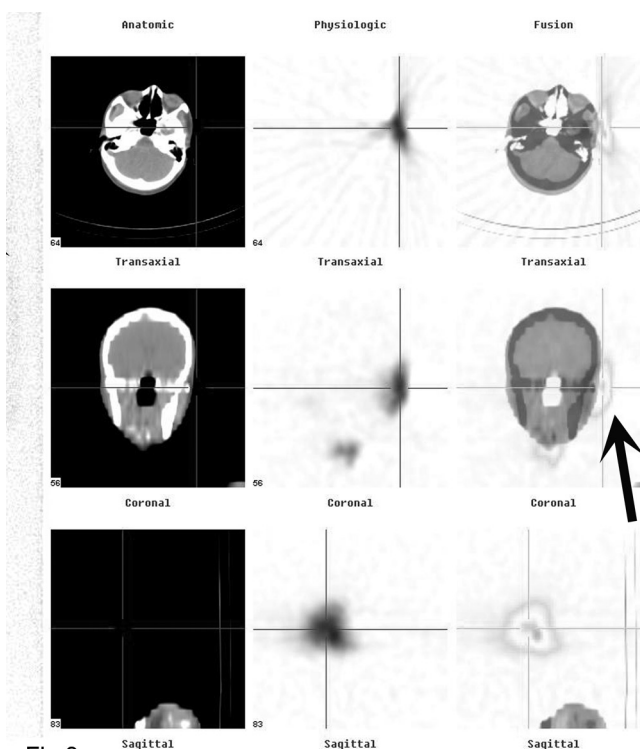 Anatomic Physiologic Fusion
64 64
Transaxial Transaxial Transaxial
56 56
Coronal Coronal Coronal
83 83
Sagittal Sagittal Sagittal